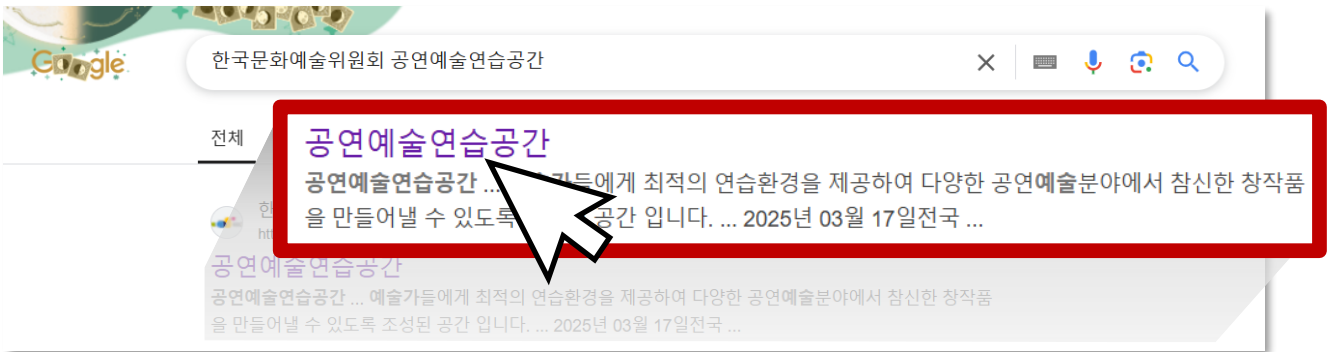 Google
한국문화예술위원회 공연예술연습공간
전체
공연예술연습공간
공연예술연습공간 ... 가들에게 최적의 연습환경을 제공하여 다양한 공연예술분야에서 참신한 창작품
을 만들어낼 수 있도록 공간 입니다. ... 2025년 03월 17일전국 ...
한
htt
공연예술연습공간
공연예술연습공간 ... 예술가들에게 최적의 연습환경을 제공하여 다양한 공연예술분야에서 참신한 창작품
을 만들어낼 수 있도록 조성된 공간 입니다. ... 2025년 03월 17일전국 ...